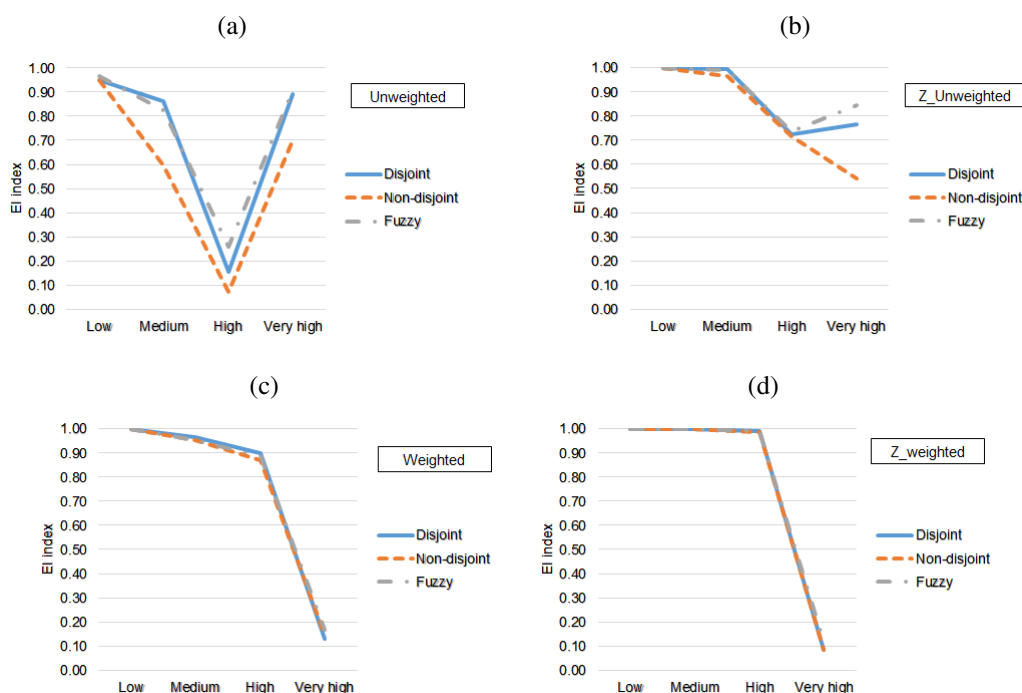 (a)
1.00
0.90
0.80
0.70
0.60
0.50
0.40
0.30
0.20
0.10
0.00
EI index
Low Medium High Very high
Unweighted
Disjoint
Non-disjoint
Fuzzy
(b)
1.00
0.90
0.80
0.70
0.60
0.50
0.40
0.30
0.20
0.10
0.00
EI index
Low Medium High Very high
Z_Unweighted
Disjoint
Non-disjoint
Fuzzy
(c)
1.00
0.90
0.80
0.70
0.60
0.50
0.40
0.30
0.20
0.10
0.00
EI index
Low Medium High Very high
Weighted
Disjoint
Non-disjoint
Fuzzy
(d)
1.00
0.90
0.80
0.70
0.60
0.50
0.40
0.30
0.20
0.10
0.00
EI index
Low Medium High Very high
Z_weighted
Disjoint
Non-disjoint
Fuzzy